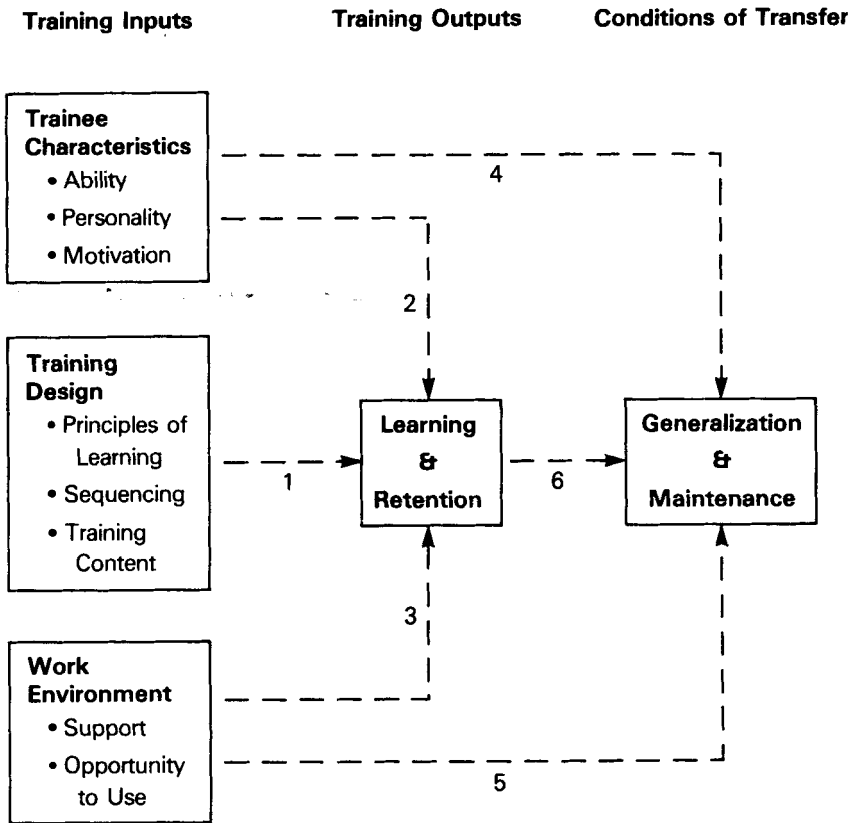 Training Inputs Training Outputs Conditions of Transfer
Trainee
Characteristics
• Ability
• Personality
• Motivation
4
2
Training
Design
• Principles of
Learning
• Sequencing
• Training
Content
1
Learning
&
Retention
6
Generalization
&
Maintenance
3
Work
Environment
• Support
• Opportunity
to Use
5